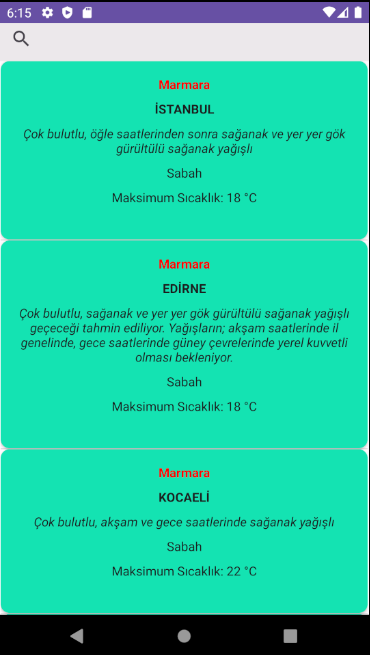 6:15
Marmara
İSTANBUL
Çok bulutlu, öğle saatlerinden sonra sağanak ve yer yer gök
gürültülü sağanak yağışlı
Sabah
Maksimum Sıcaklık: 18 °C
Marmara
EDİRNE
Çok bulutlu, sağanak ve yer yer gök gürültülü sağanak yağışlı
geçeceği tahmin ediliyor. Yağışların; akşam saatlerinde il
genelinde, gece saatlerinde güney çevrelerinde yerel kuvvetli
olması bekleniyor.
Sabah
Maksimum Sıcaklık: 18 °C
Marmara
KOCAELİ
Çok bulutlu, akşam ve gece saatlerinde sağanak yağışlı
Sabah
Maksimum Sıcaklık: 22 °C